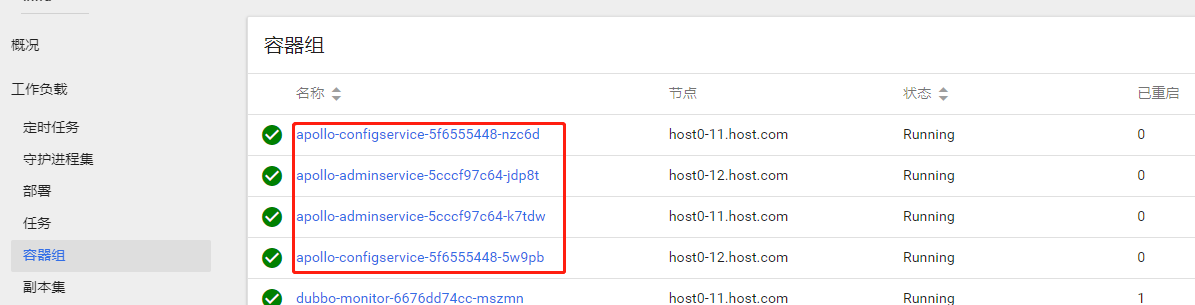 概况
工作负载
定时任务
守护进程集
部署
任务
容器组
副本集
容器组
名称 节点 状态 已重启
apollo-configservice-5f6555448-nzc6d host0-11.host.com Running 0
apollo-adminservice-5cccf97c64-jdp8t host0-12.host.com Running 0
apollo-adminservice-5cccf97c64-k7tdw host0-11.host.com Running 0
apollo-configservice-5f6555448-5w9pb host0-12.host.com Running 0
dubbo-monitor-6676dd74cc-mszmn host0-11.host.com Running 1